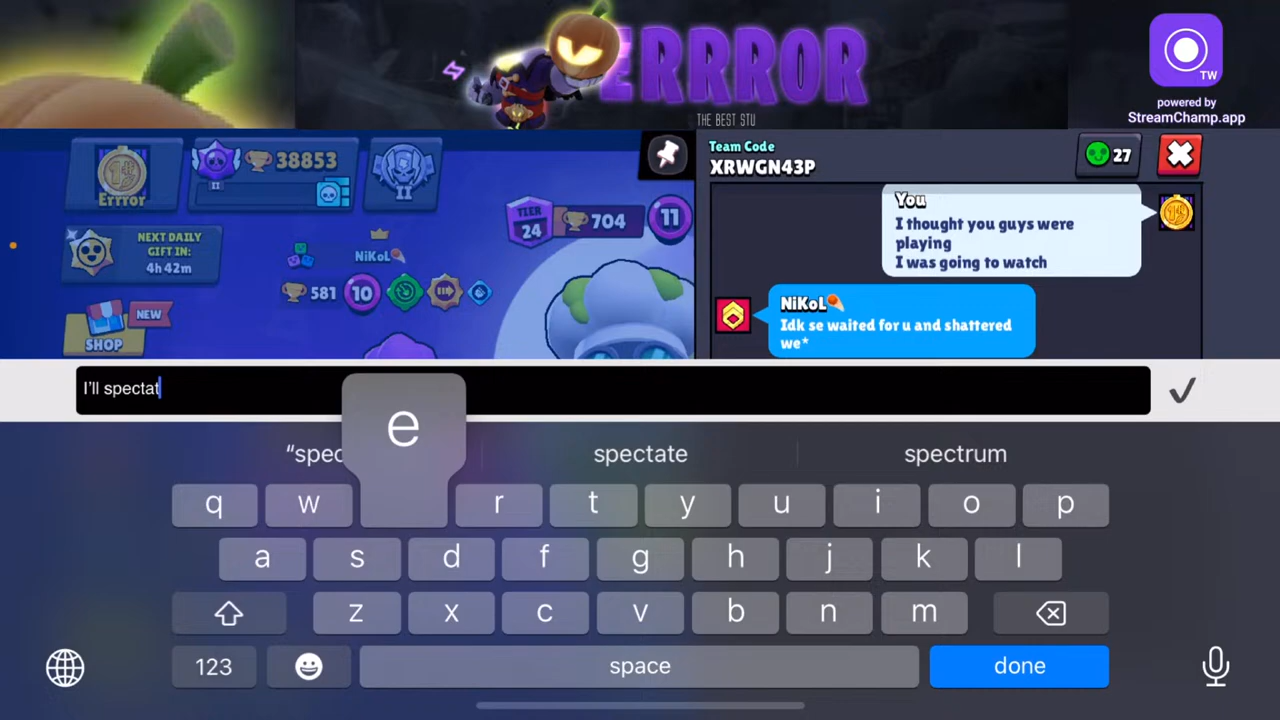 ERRROR
THE BEST STU
TW
powered by
StreamChamp.app
Errror
II
38853
II
NEXT DAILY
GIFT IN:
4h 42m
NEW
SHOP
TIER
24
704
11
NiKoL
581
10
Team Code
XRWGN43P
27
You
I thought you guys were
playing
I was going to watch
NiKoL
Idk se waited for u and shattered
we*
I'll spectat
e
"spec
spectate
spectrum
q w r t y u i o p
a s d f g h j k l
z x c v b n m
123
space
done